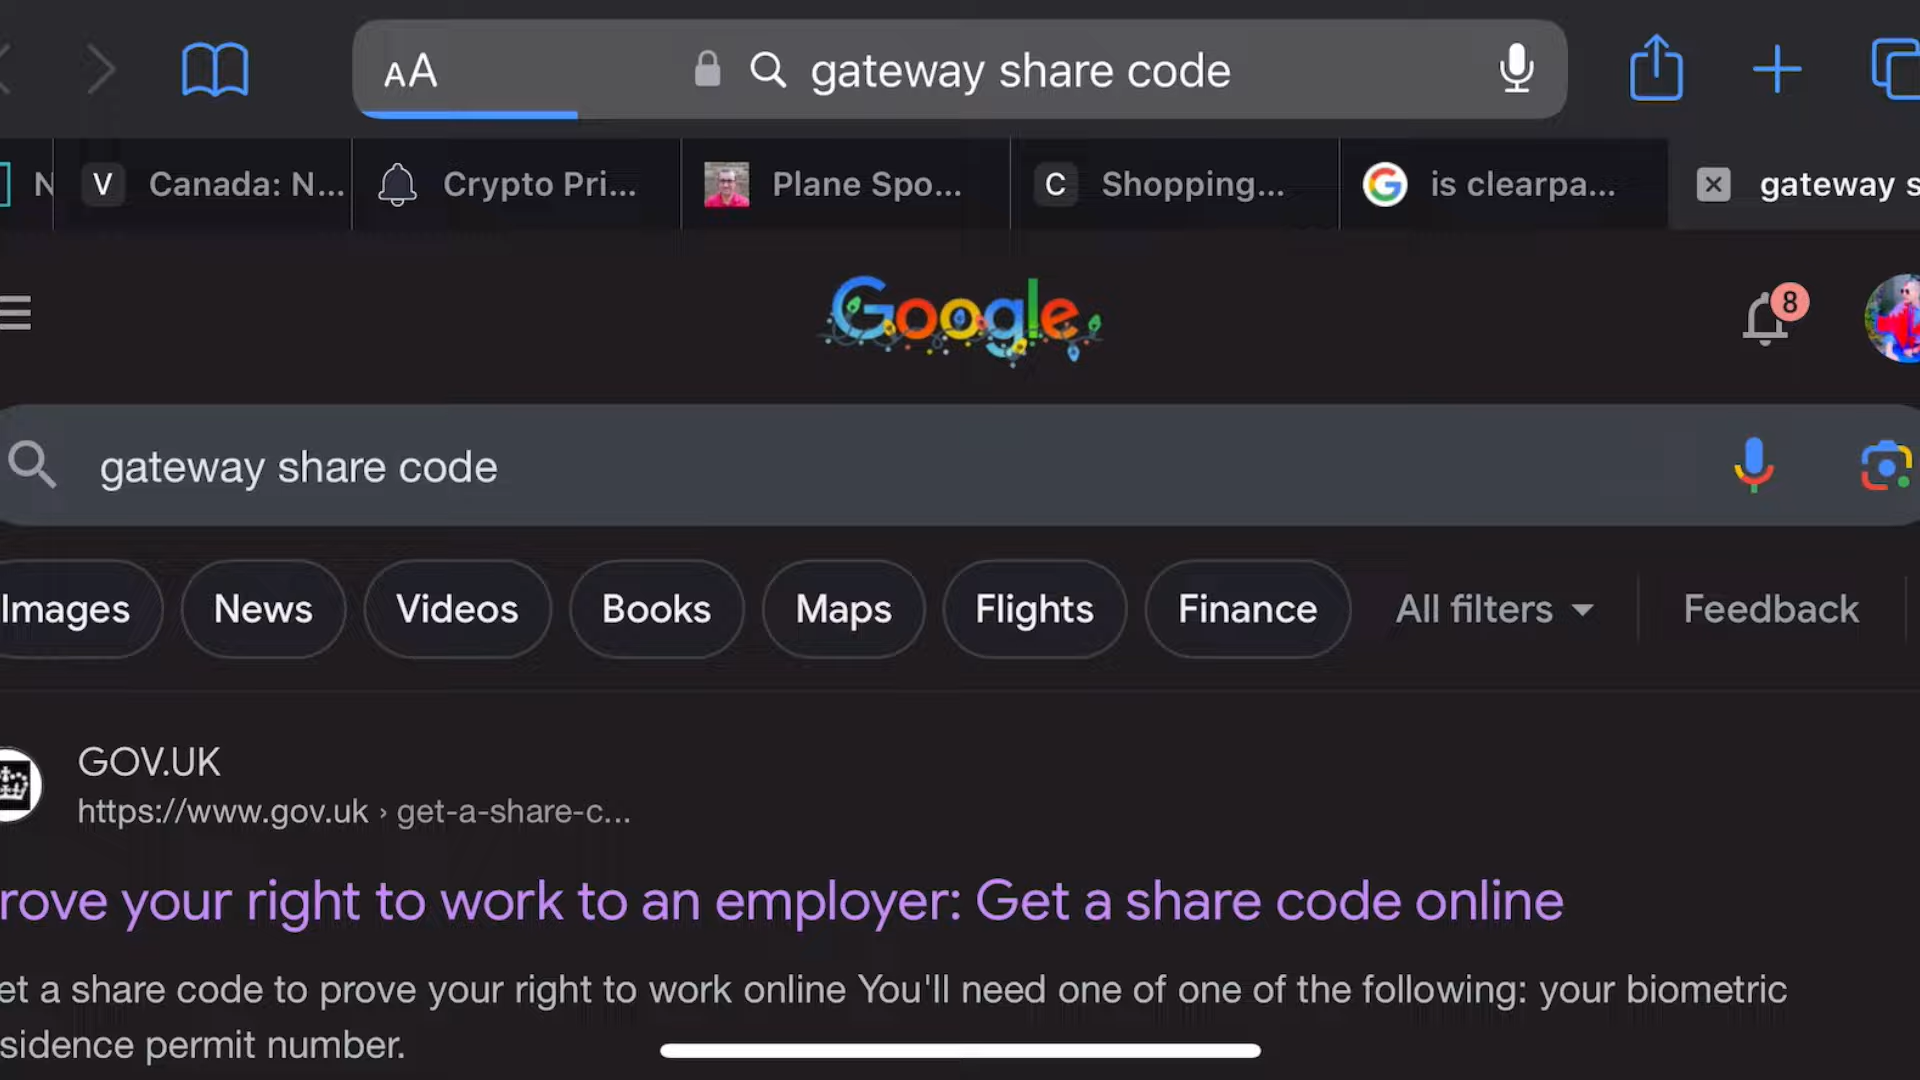 AA gateway share code
N V Canada: N... Crypto Pri... Plane Spo... C Shopping... G is clearpa... gateway s
Google 8
gateway share code
Images News Videos Books Maps Flights Finance All filters Feedback
GOV.UK
https://www.gov.uk › get-a-share-c...
rove your right to work to an employer: Get a share code online
et a share code to prove your right to work online You'll need one of one of the following: your biometric
sidence permit number.